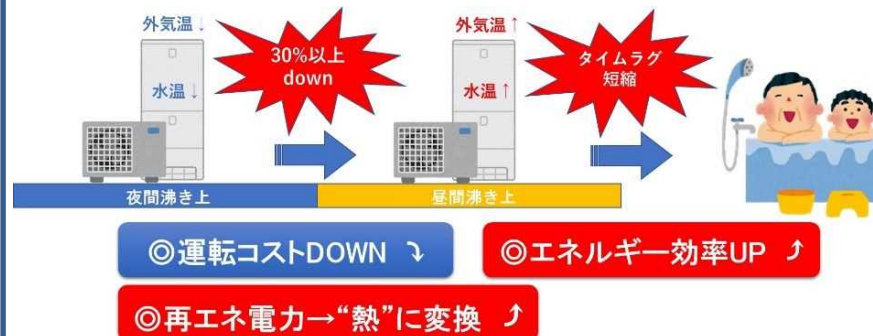 外気温↓
水温↓
30%以上
down
外気温↑
水温↑
タイムラグ
短縮
夜間沸き上
昼間沸き上
◎運転コストDOWN ⤵
◎エネルギー効率UP ⤴
◎再エネ電力→“熱”に変換 ⤴